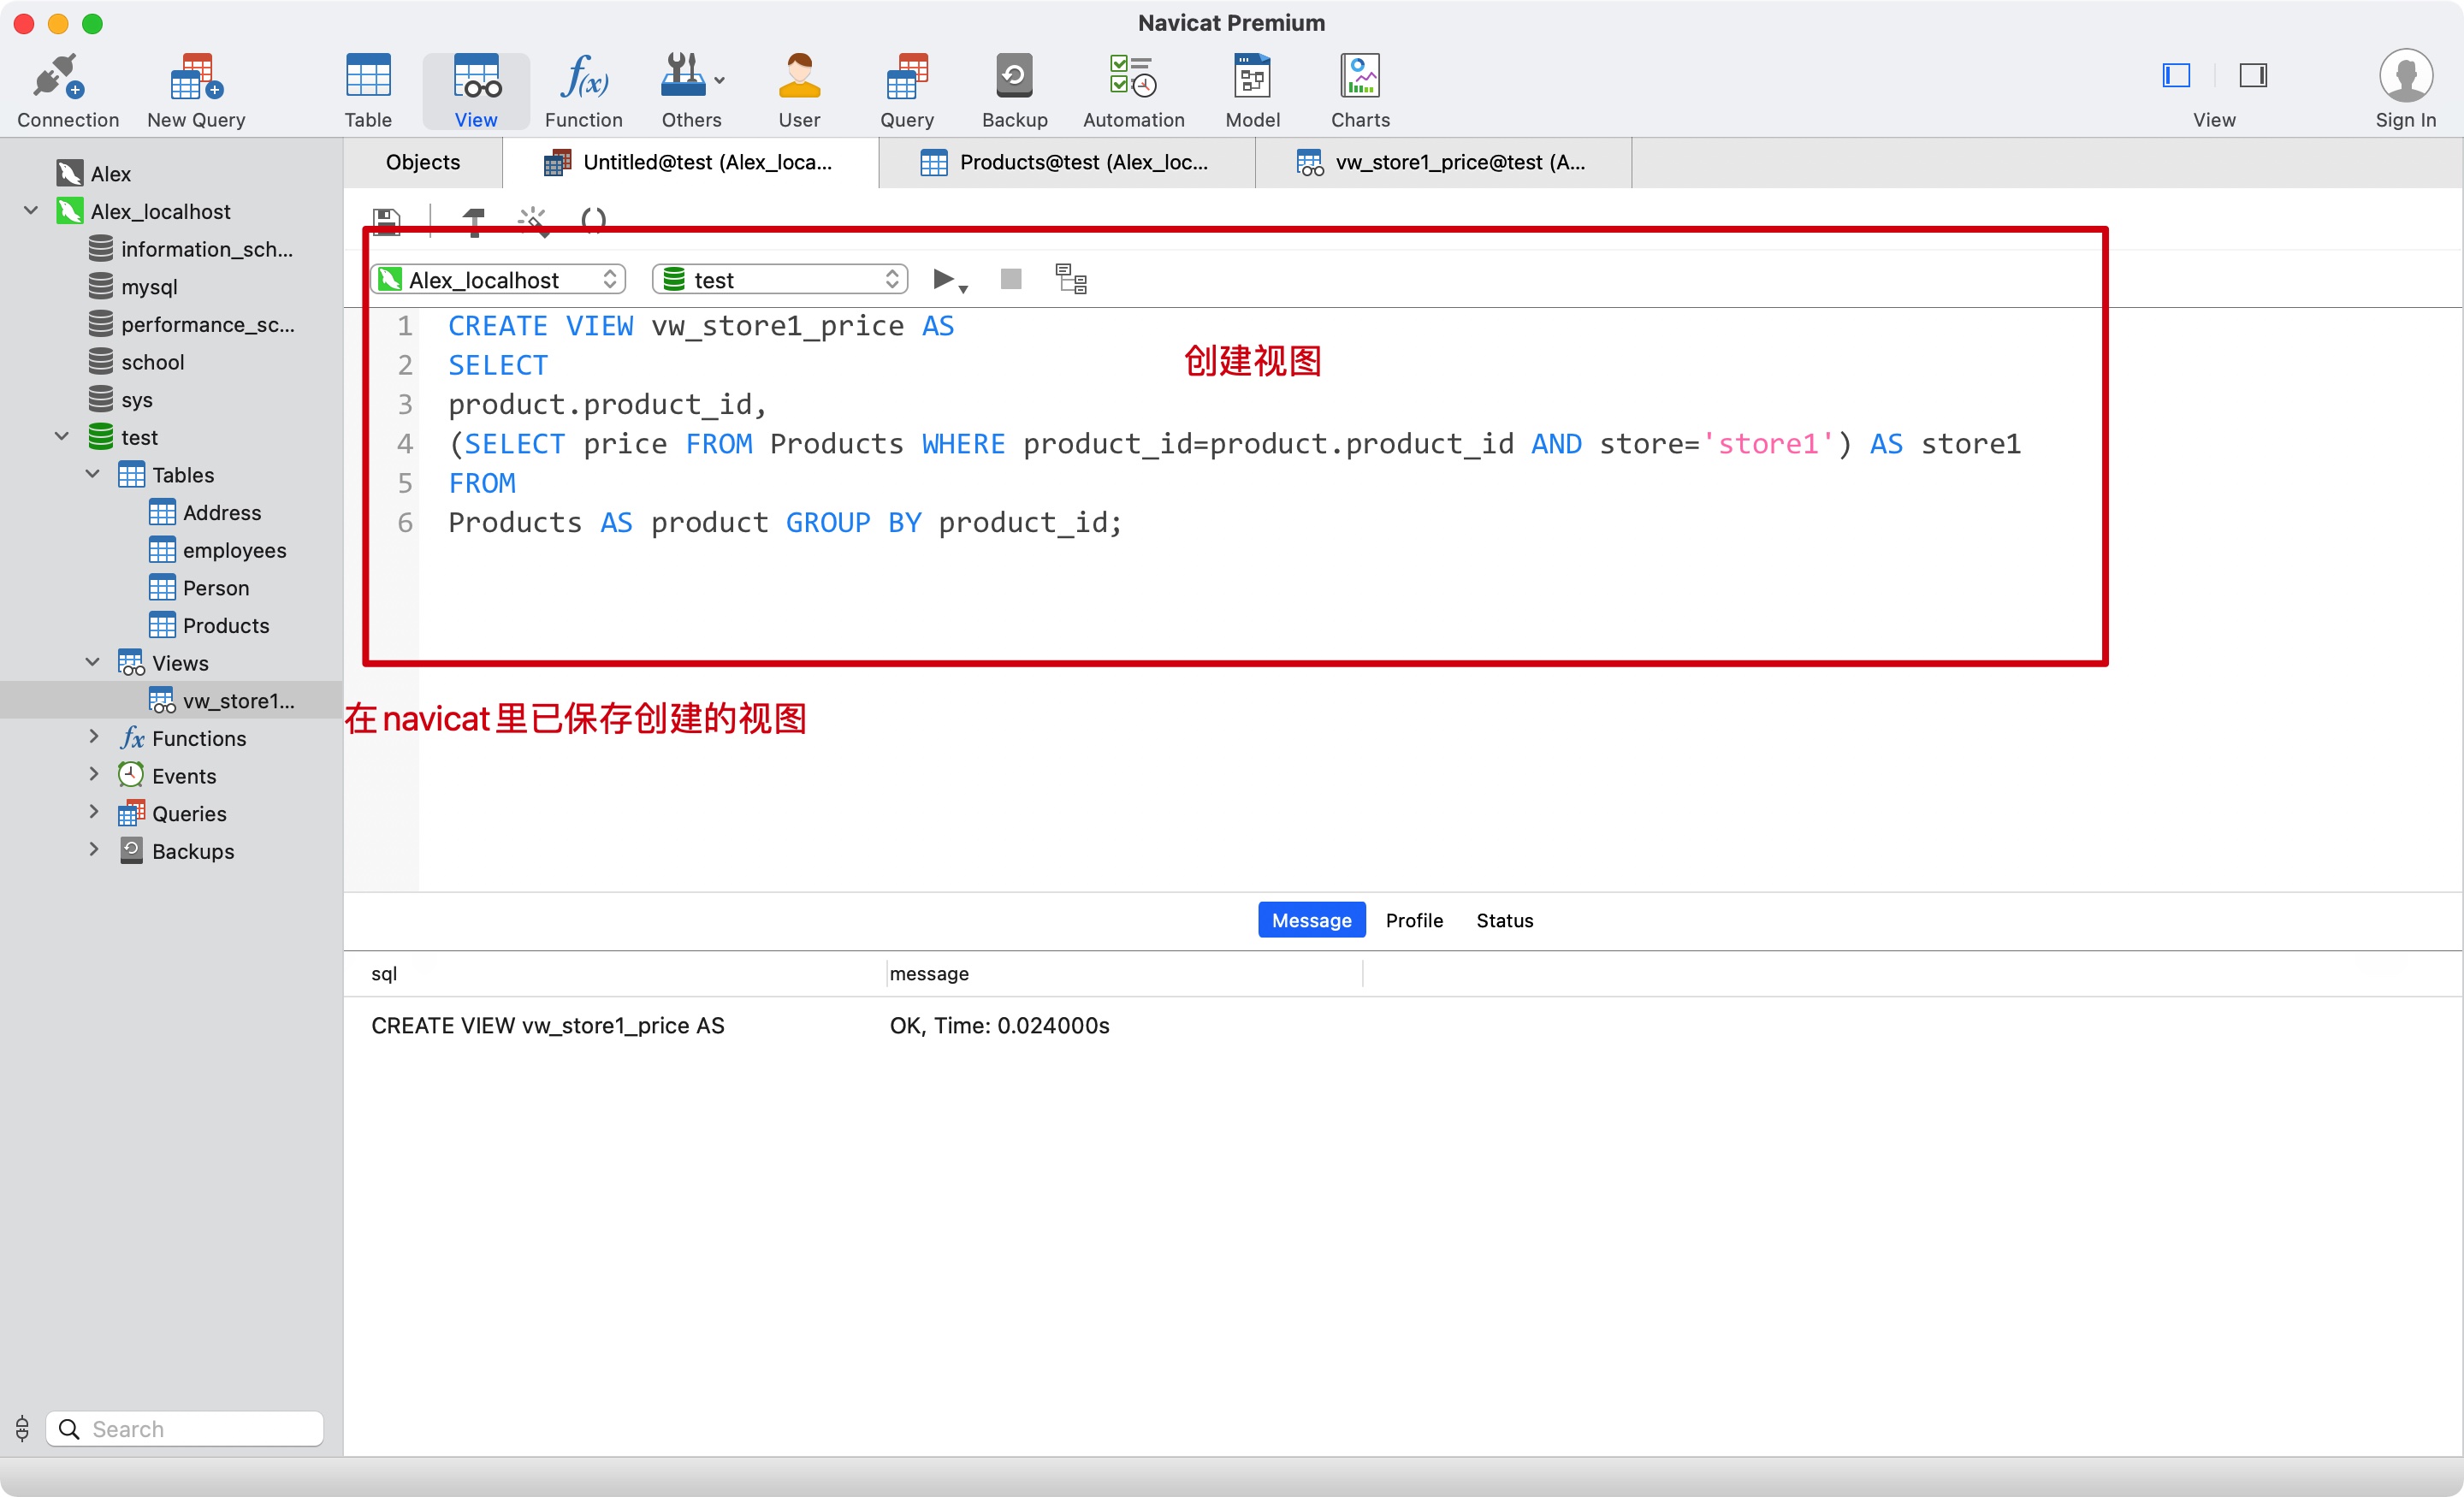 Navicat Premium
Connection
New Query
Table
View
Function
Others
User
Query
Backup
Automation
Model
Charts
View
Sign In
Objects
Untitled@test (Alex_loca...
Products@test (Alex_loc...
vw_store1_price@test (A...
Alex
Alex_localhost
information_sch...
mysql
performance_sc...
school
sys
test
Tables
Address
employees
Person
Products
Views
vw_store1...
Functions
Events
Queries
Backups
Search
Alex_localhost
test
1 CREATE VIEW vw_store1_price AS
2 SELECT
3 product.product_id,
4 (SELECT price FROM Products WHERE product_id=product.product_id AND store='store1') AS store1
5 FROM
6 Products AS product GROUP BY product_id;
创建视图
在navicat里已保存创建的视图
Message
Profile
Status
sql
message
CREATE VIEW vw_store1_price AS
OK, Time: 0.024000s